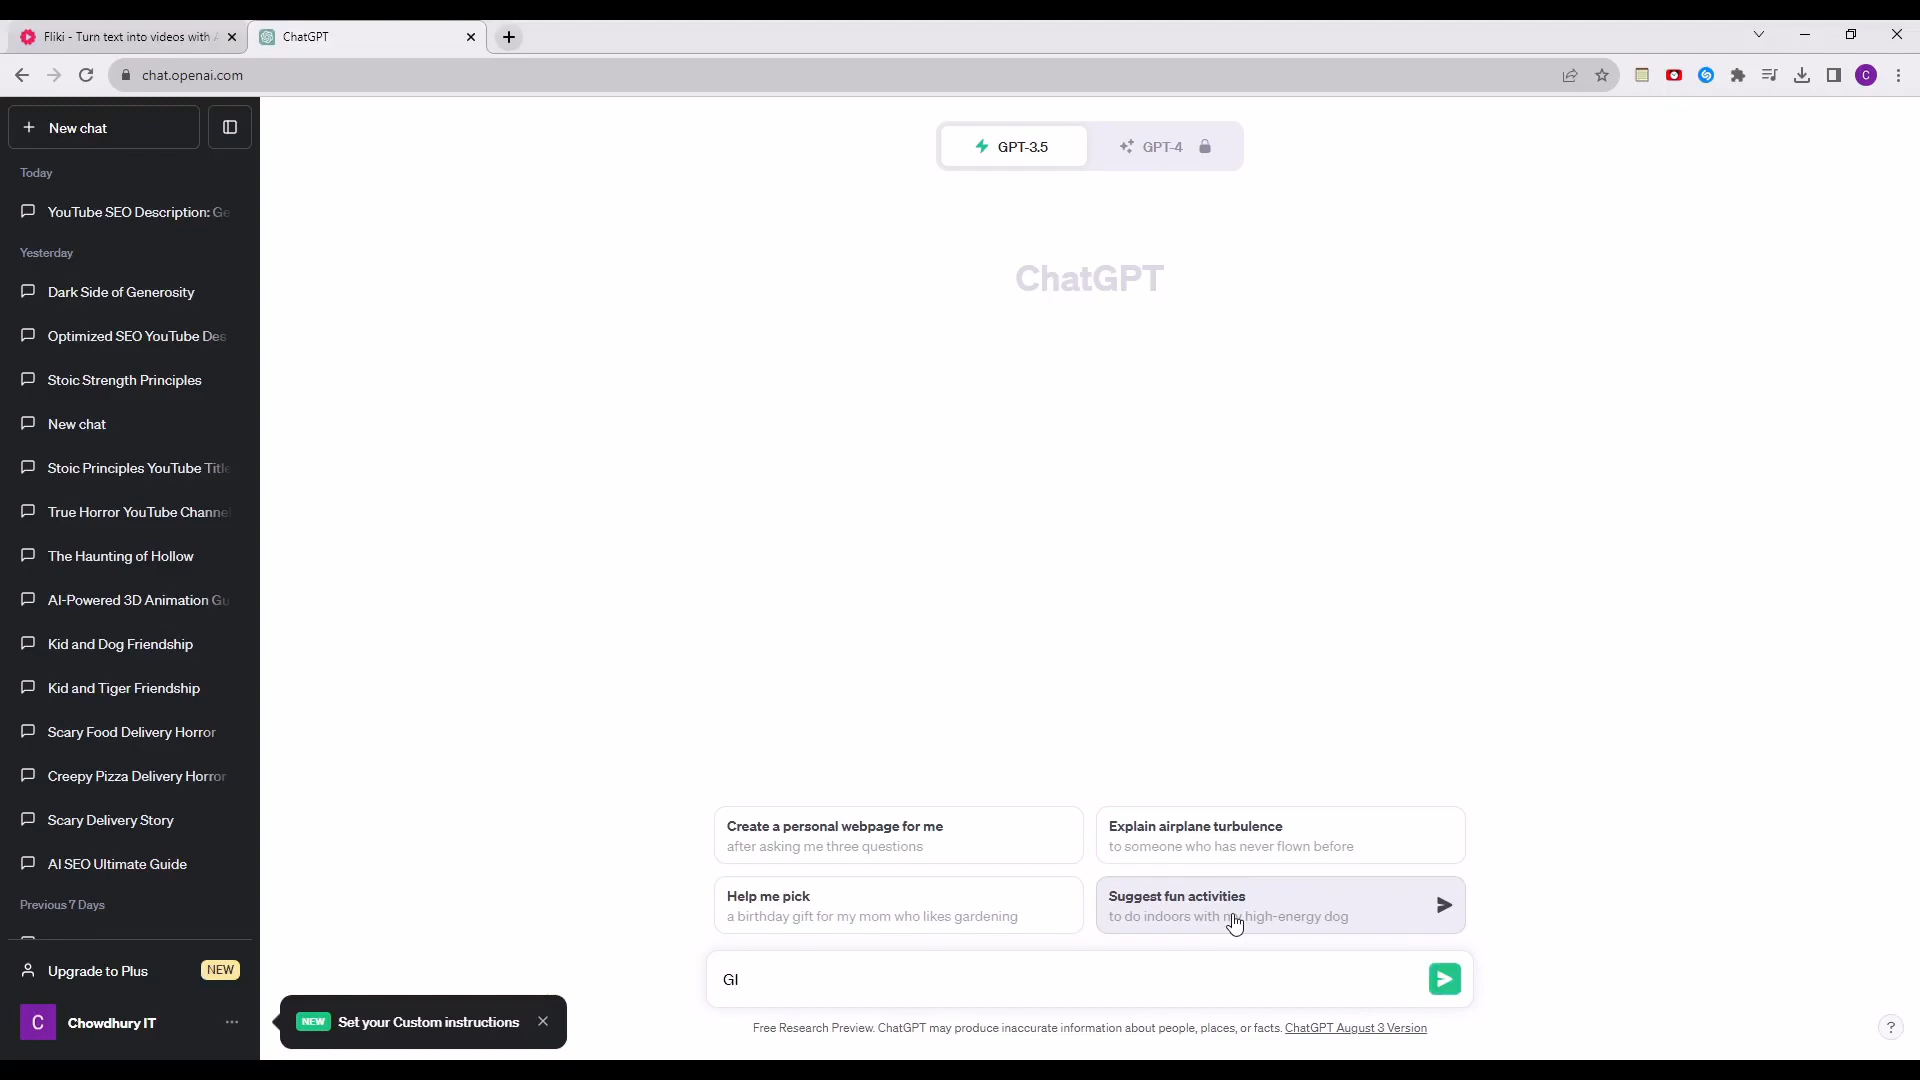 Fliki - Turn text into videos with A
ChatGPT
chat.openai.com
C
New chat
Today
YouTube SEO Description: Ge
Yesterday
Dark Side of Generosity
Optimized SEO YouTube Des
Stoic Strength Principles
New chat
Stoic Principles YouTube Title
True Horror YouTube Channel
The Haunting of Hollow
AI-Powered 3D Animation Gu
Kid and Dog Friendship
Kid and Tiger Friendship
Scary Food Delivery Horror
Creepy Pizza Delivery Horror
Scary Delivery Story
AI SEO Ultimate Guide
Previous 7 Days
Upgrade to Plus NEW
C Chowdhury IT
NEW Set your Custom instructions
GPT-3.5 GPT-4
ChatGPT
Create a personal webpage for me
after asking me three questions
Explain airplane turbulence
to someone who has never flown before
Help me pick
a birthday gift for my mom who likes gardening
Suggest fun activities
to do indoors with my high-energy dog
GI
Free Research Preview. ChatGPT may produce inaccurate information about people, places, or facts. ChatGPT August 3 Version
?